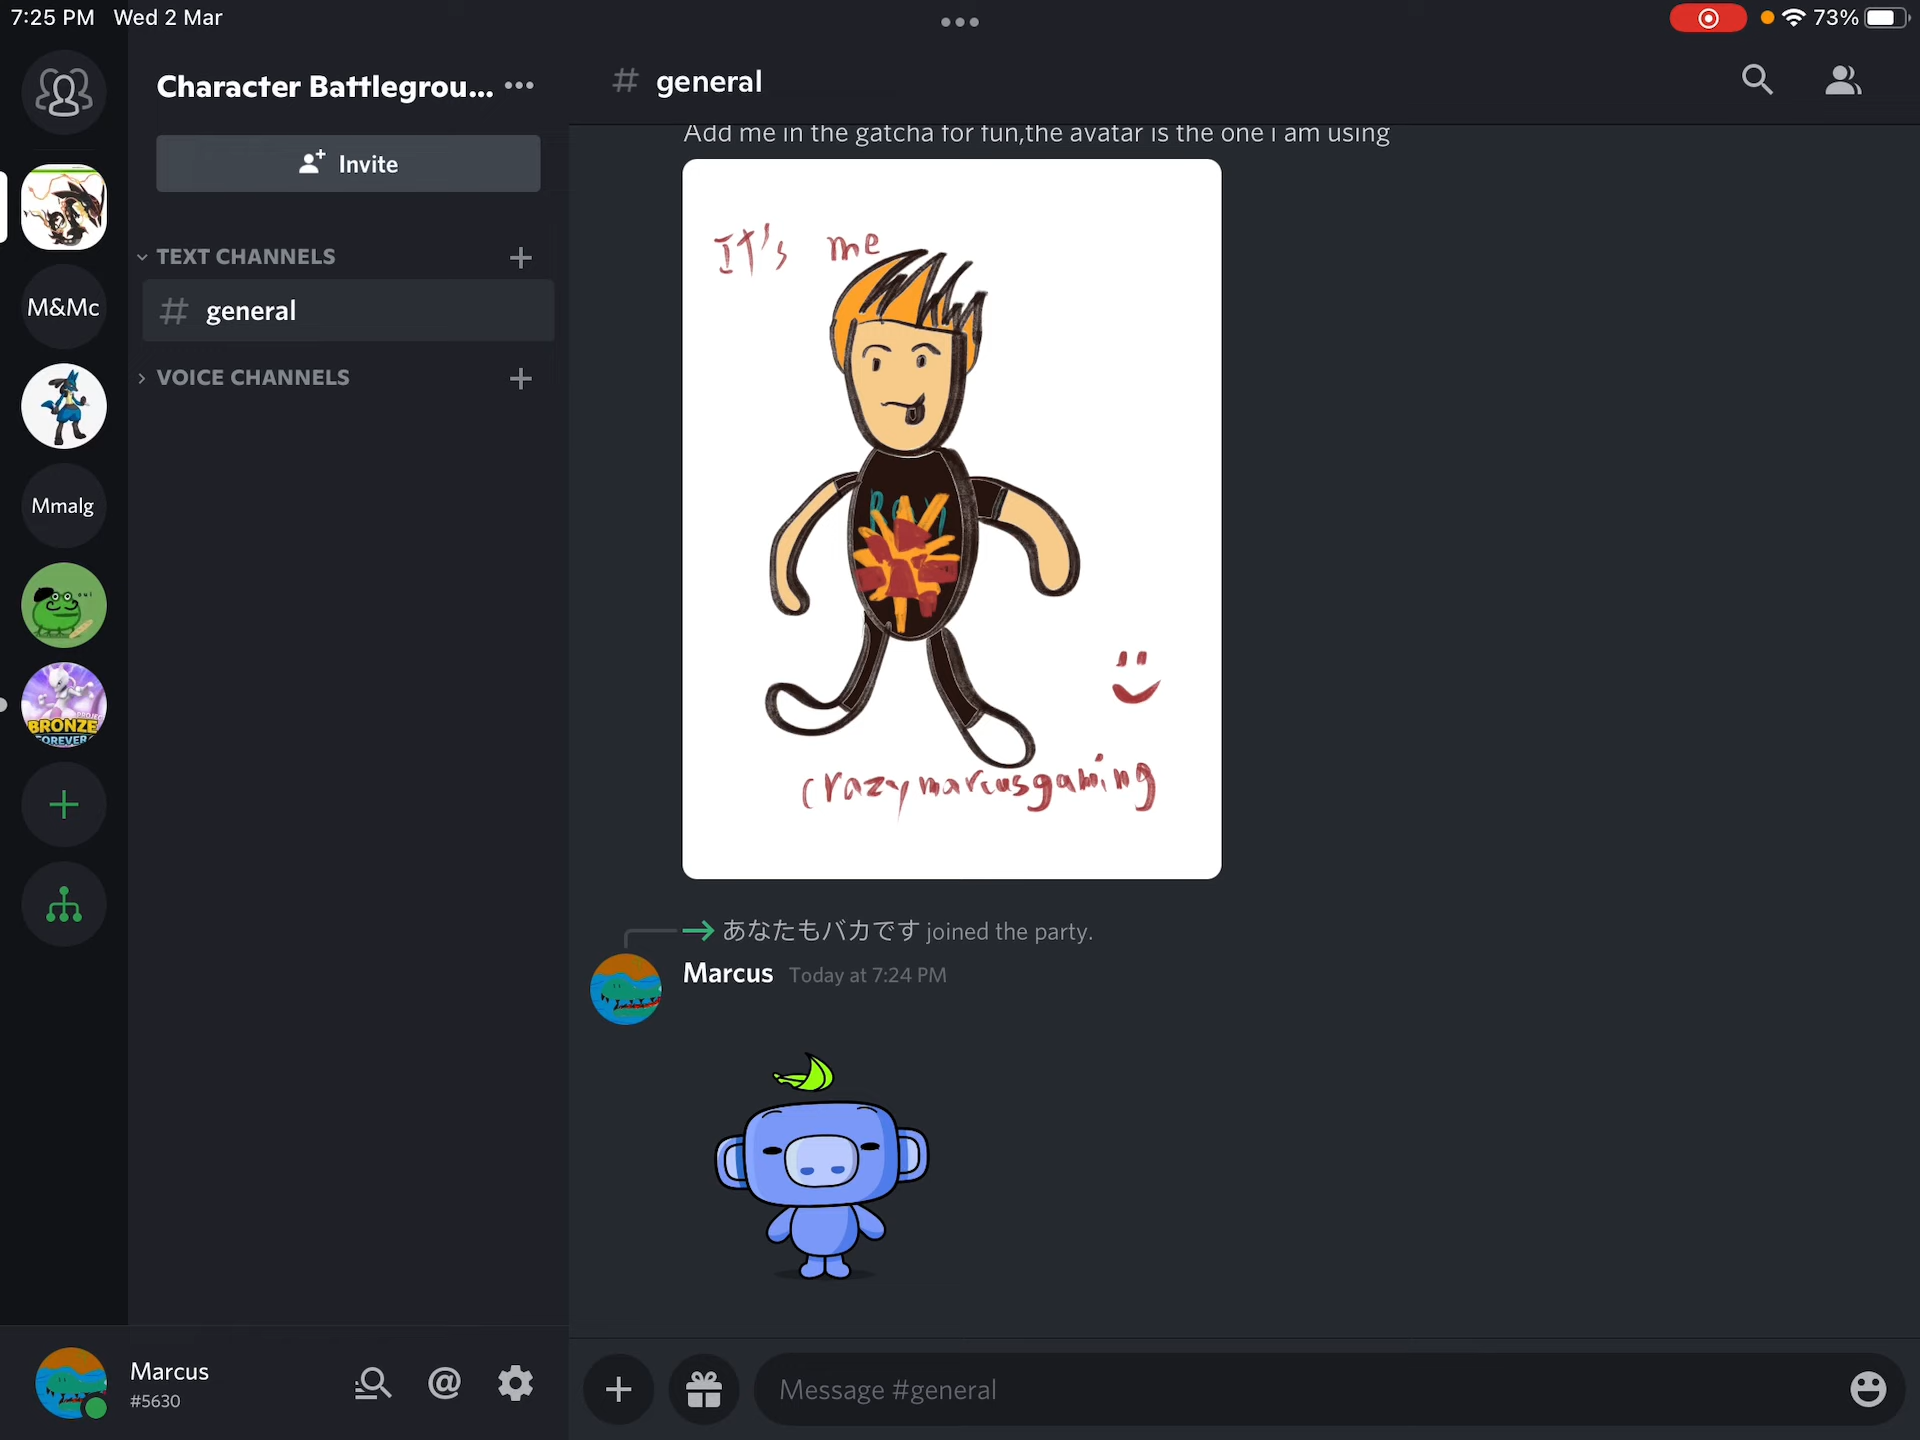 7:25 PM Wed 2 Mar
73%
Character Battlegrou...
Invite
TEXT CHANNELS
general
VOICE CHANNELS
M&Mc
Mmalg
oui
PROJECT
BRONZE
FOREVER
Marcus
#5630
general
Add me in the gatcha for fun,the avatar is the one i am using
It's me
crazymarcusgaming
あなたもバカです joined the party.
Marcus Today at 7:24 PM
Message #general